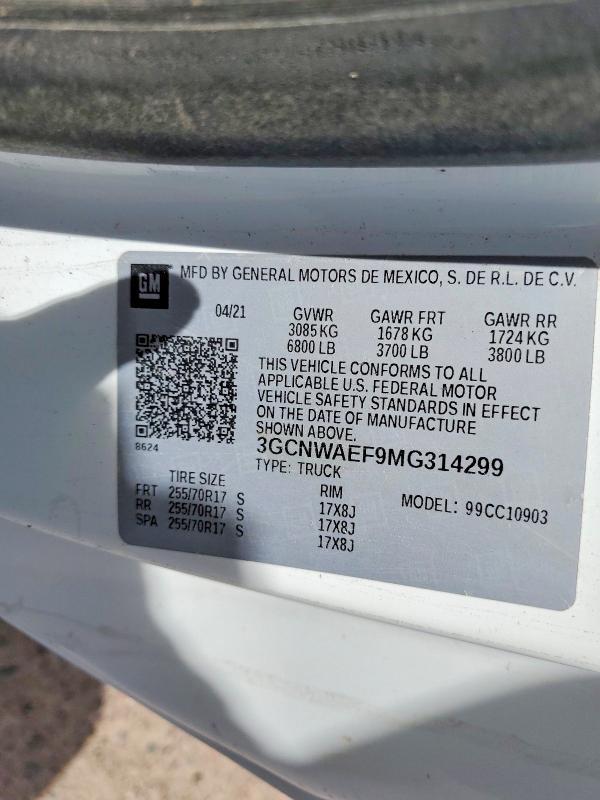 GM
MFD BY GENERAL MOTORS DE MEXICO, S. DE R.L. DE C.V.
04/21 GVWR GAWR FRT GAWR RR
3085 KG 1678 KG 1724 KG
6800 LB 3700 LB 3800 LB
THIS VEHICLE CONFORMS TO ALL
APPLICABLE U.S. FEDERAL MOTOR
VEHICLE SAFETY STANDARDS IN EFFECT
ON THE DATE OF MANUFACTURE
SHOWN ABOVE.
8624
3GCNWAEF9MG314299
TYPE: TRUCK
TIRE SIZE RIM MODEL: 99CC10903
FRT 255/70R17 S 17X8J
RR 255/70R17 S 17X8J
SPA 255/70R17 S 17X8J